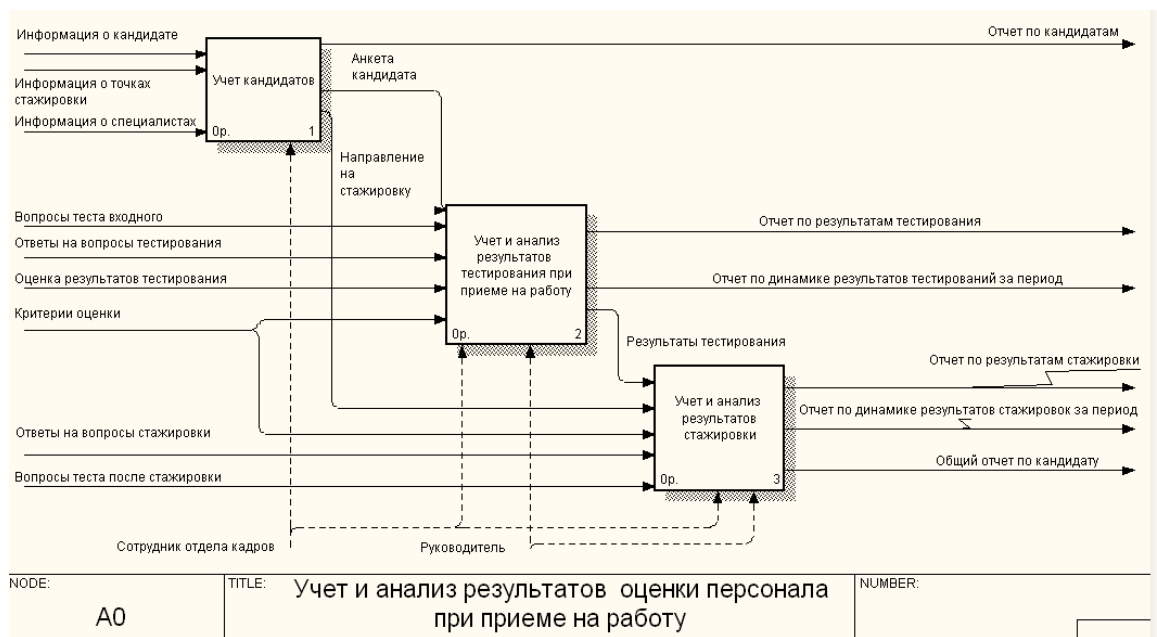 Информация о кандидате
Отчет по кандидатам
Анкета
кандидата
Учет кандидатов
Информация о точках
стажировки
Информация о специалистах
0р. 1
Направление
на
стажировку
Вопросы теста входного
Отчет по результатам тестирования
Ответы на вопросы тестирования
Учет и анализ
результатов
тестирования при
приеме на работу
Оценка результатов тестирования
Отчет по динамике результатов тестирований за период
Критерии оценки
0р. 2
Результаты тестирования
Отчет по результатам стажировки
Учет и анализ
результатов
стажировки
Отчет по динамике результатов стажировок за период
Ответы на вопросы стажировки
Общий отчет по кандидату
Вопросы теста после стажировки
0р. 3
Сотрудник отдела кадров
Руководитель
NODE:
A0
TITLE:
Учет и анализ результатов оценки персонала
при приеме на работу
NUMBER: